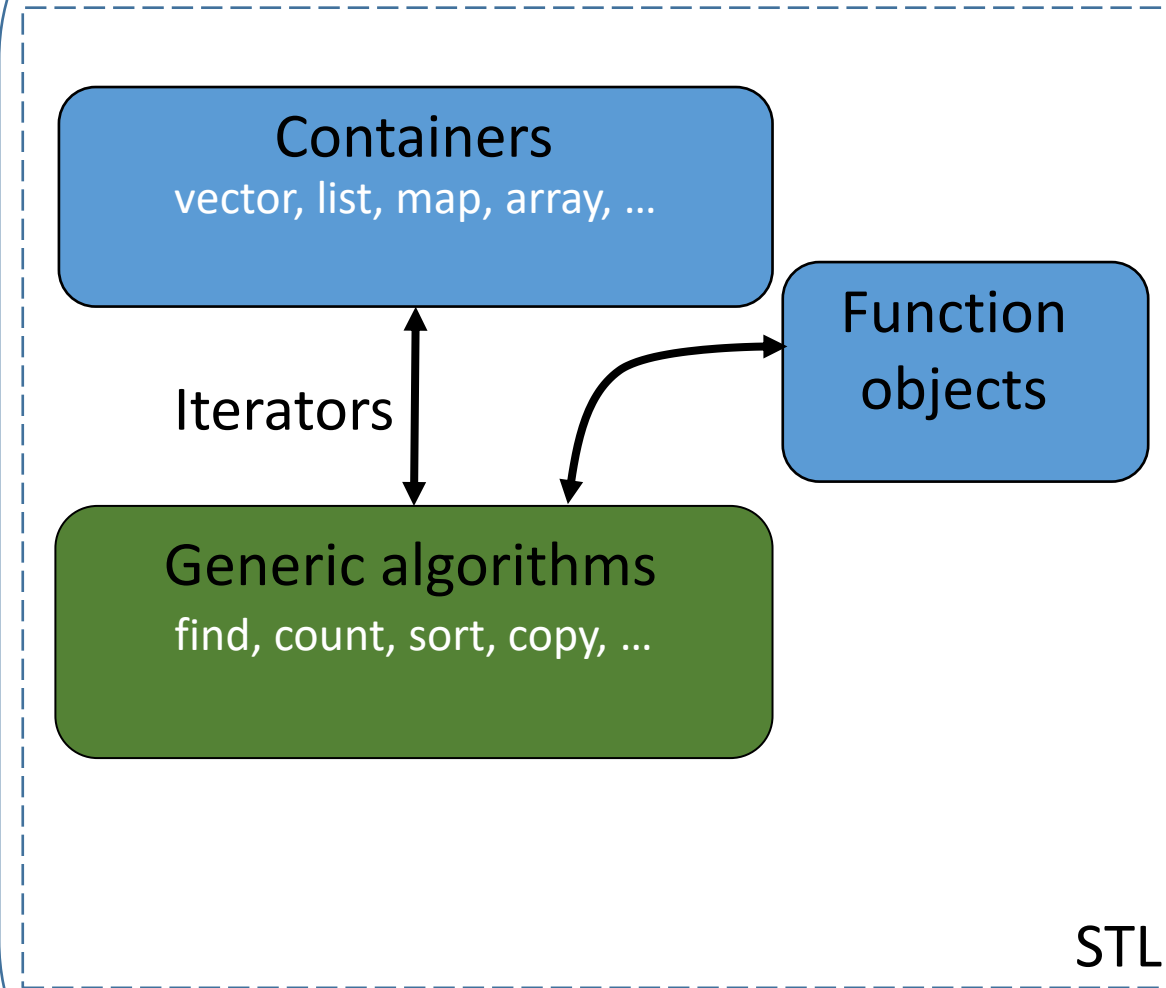 Containers
vector, list, map, array, …
Function
objects
Iterators
Generic algorithms
find, count, sort, copy, …
STL